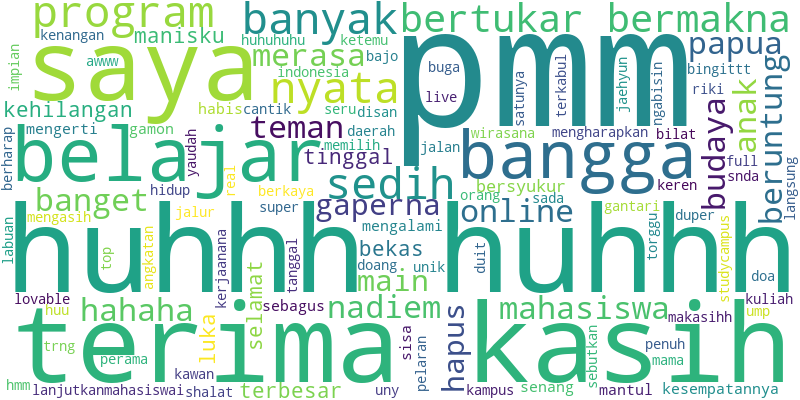 program
banyak
bertukar
bermakna
kenangan
manisku
huhuhuhu
ketemu
papua
impian
awww
merasa
bajo
buga
bingittt
saya
pmm
indonesia
nyata
live
satunya
terkabul
jaehyun
ngabisin
riki
anak
beruntung
kehilangan
habis
cantik
seru
disan
budaya
mengerti
gamon
teman
daerah
wirasana
mengharapkan
bilat
full
langsung
berharap
yaudah
belajar
tinggal
memilih
jalan
bangga
keren
snda
banget
hidup
real
berkaya
sedih
bersyukur
orang
sada
gantari
duper
labuan
mengasih
jalur
super
gaperna
online
torggu
huhhh huhhh
mengalami
top
angkatan
kerjaanana
tanggal
bekas
doang
unik
duit
studycampus
doa
main
lovable
hahaha
selamat
sebagus
nadiem
mahasiswa
kuliah
huu
makasihh
ump
terima kasih
trng
luka
sisa
hapus
sebutkan
penuh
perama
pelaran
mama
hmm
kawan
lanjutkanmahasiswai
shalat
terbesar
uny
kampus
senang
mantul
kesempatannya